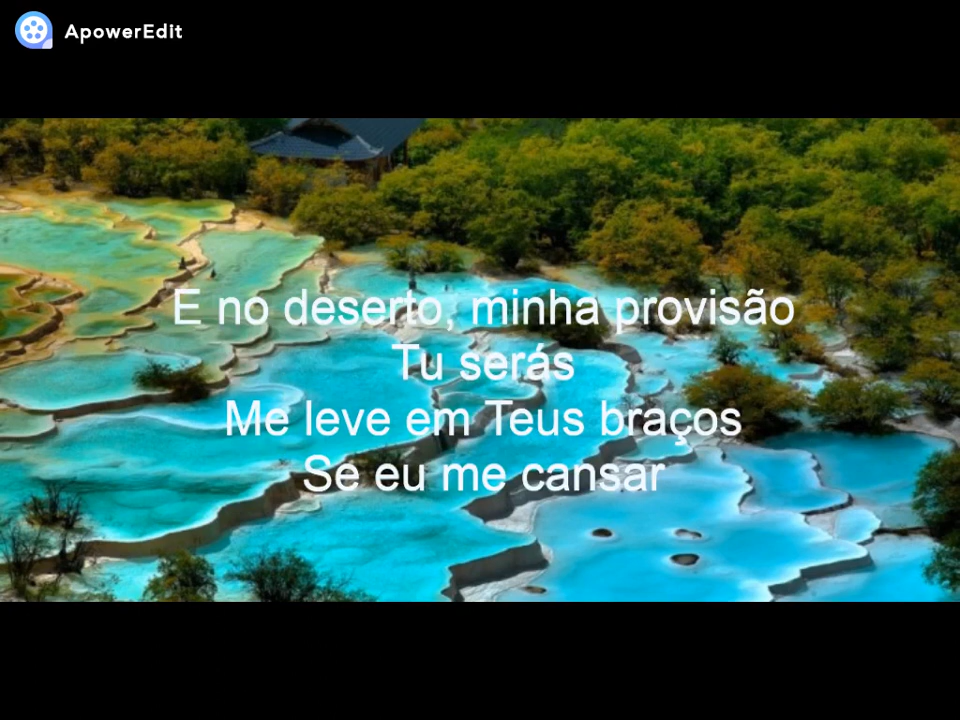 ApowerEdit
E no deserto, minha provisão
Tu serás
Me leve em Teus braços
Se eu me cansar